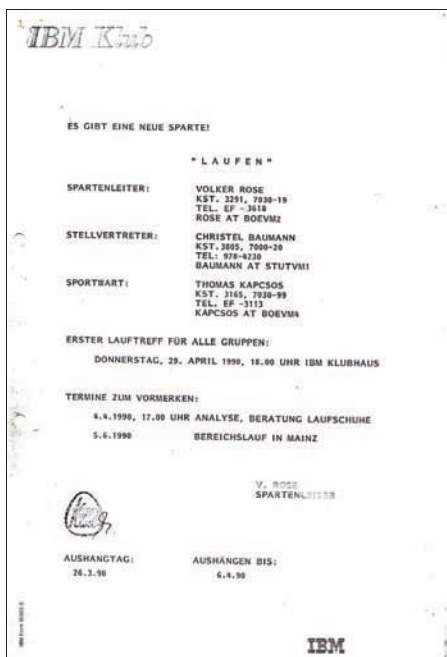 IBM Klub
ES GIBT EINE NEUE SPARTE!
"LAUFEN"
SPARTENLEITER: VOLKER ROSE
KST. 3291, 7030-19
TEL. EF -3618
ROSE AT BOEVM2
STELLVERTRETER: CHRISTEL BAUMANN
KST.3805, 7000-20
TEL: 970-4230
BAUMANN AT STUTVM1
SPORTWART: THOMAS KAPCSOS
KST. 3165, 7030-99
TEL. EF -3113
KAPCSOS AT BOEVM4
ERSTER LAUFTREFF FÜR ALLE GRUPPEN:
DONNERSTAG, 29. APRIL 1990, 18.00 UHR IBM KLUBHAUS
TERMINE ZUM VORMERKEN:
4.4.1990, 17.00 UHR ANALYSE, BERATUNG LAUFSCHUHE
5.6.1990 BEREICHSLAUF IN MAINZ
V. ROSE
SPARTENLEITER
AUSHANGTAG: AUSHÄNGEN BIS:
26.3.90 6.4.90
IBM